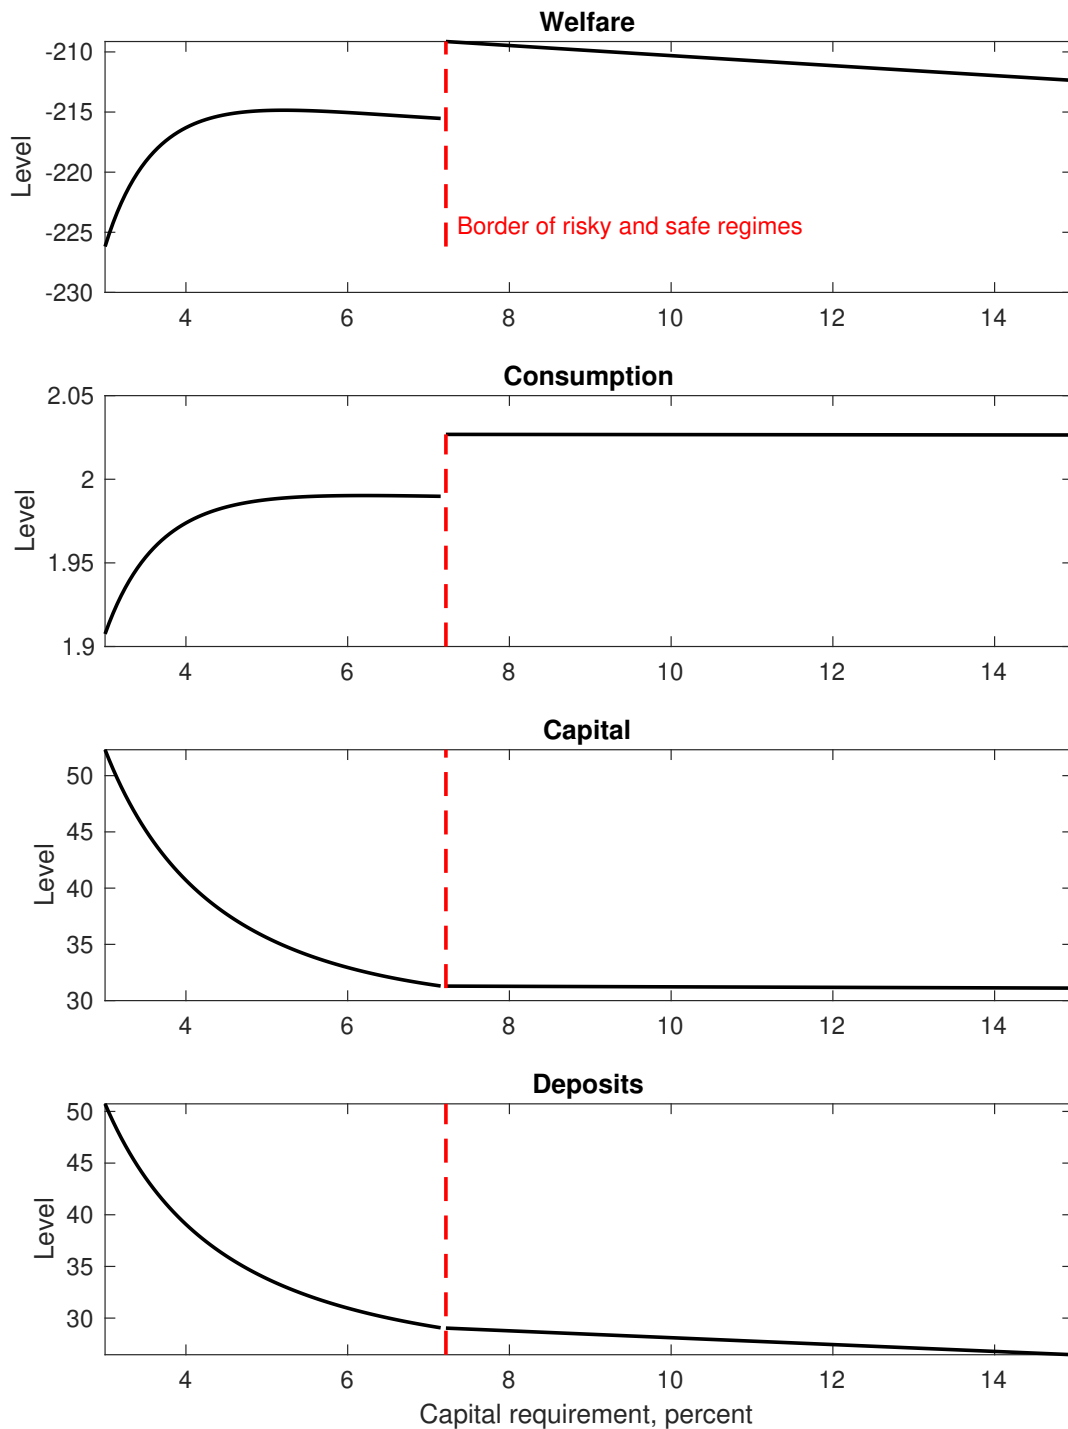 Welfare
-210
-215
-220
-225
-230
Level
Border of risky and safe regimes
4 6 8 10 12 14
Consumption
2.05
2
1.95
1.9
Level
4 6 8 10 12 14
Capital
50
45
40
35
30
Level
4 6 8 10 12 14
Deposits
50
45
40
35
30
Level
4 6 8 10 12 14
Capital requirement, percent